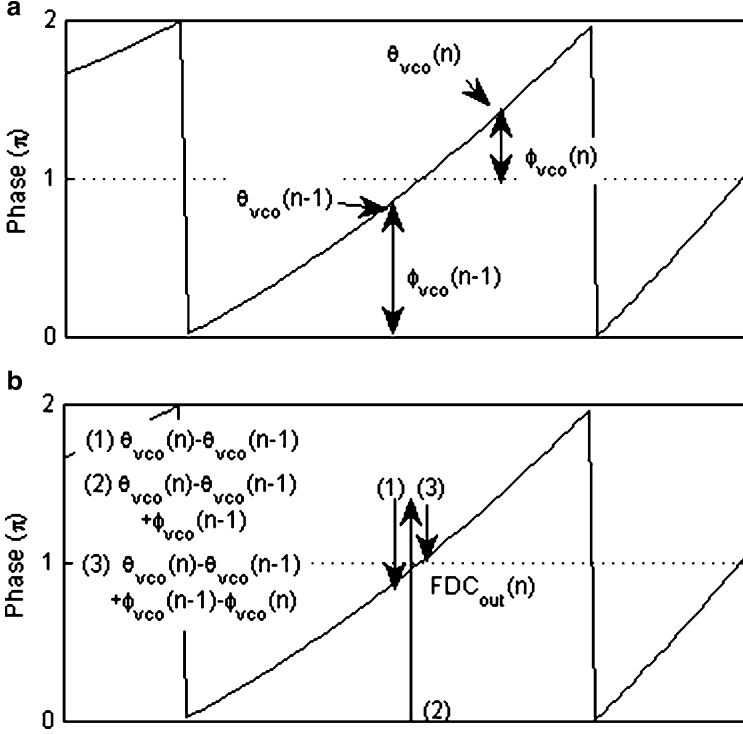 a
2
θvco(n)
Phase (π)
1
ϕvco(n)
θvco(n-1)
ϕvco(n-1)
0
b
2
(1) θvco(n)-θvco(n-1)
(2) θvco(n)-θvco(n-1)
+ϕvco(n-1)
(1) (3)
Phase (π)
1
(3) θvco(n)-θvco(n-1)
+ϕvco(n-1)-ϕvco(n)
FDCout(n)
0
(2)